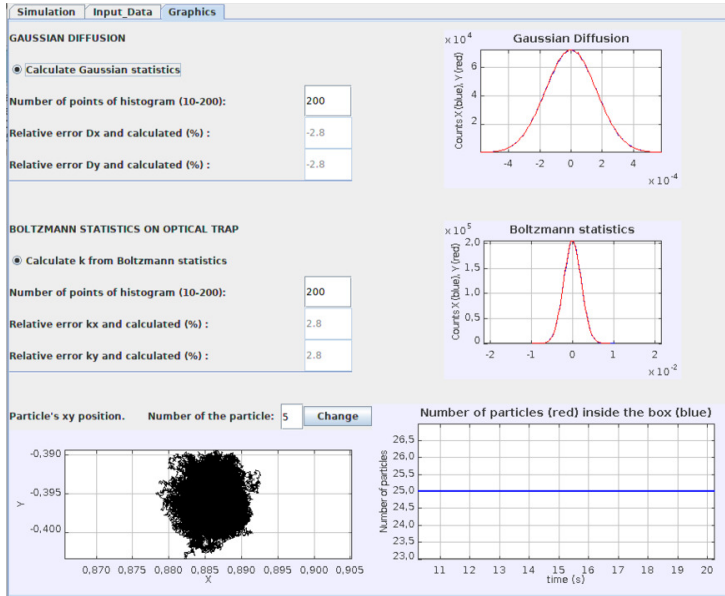 Simulation Input_Data Graphics
GAUSSIAN DIFFUSION
Calculate Gaussian statistics
Number of points of histogram (10-200): 200
Relative error Dx and calculated (%) : -2.8
Relative error Dy and calculated (%) : -2.8
Gaussian Diffusion
×10⁴
Counts X (blue), Y (red)
6
4
2
-4 -2 0 2 4
×10⁻⁴
BOLTZMANN STATISTICS ON OPTICAL TRAP
Calculate k from Boltzmann statistics
Number of points of histogram (10-200): 200
Relative error kx and calculated (%) : 2.8
Relative error ky and calculated (%) : 2.8
Boltzmann statistics
×10⁵
Counts X (blue), Y (red)
2,0
1,5
1,0
0,5
0
-2 -1 0 1 2
×10⁻²
Particle's xy position. Number of the particle: 5 Change
-0,390
-0,395
-0,400
Y
0,870 0,875 0,880 0,885 0,890 0,895 0,900 0,905
X
Number of particles (red) inside the box (blue)
Number of particles
26,5
26,0
25,5
25,0
24,5
24,0
23,5
23,0
11 12 13 14 15 16 17 18 19 20
time (s)